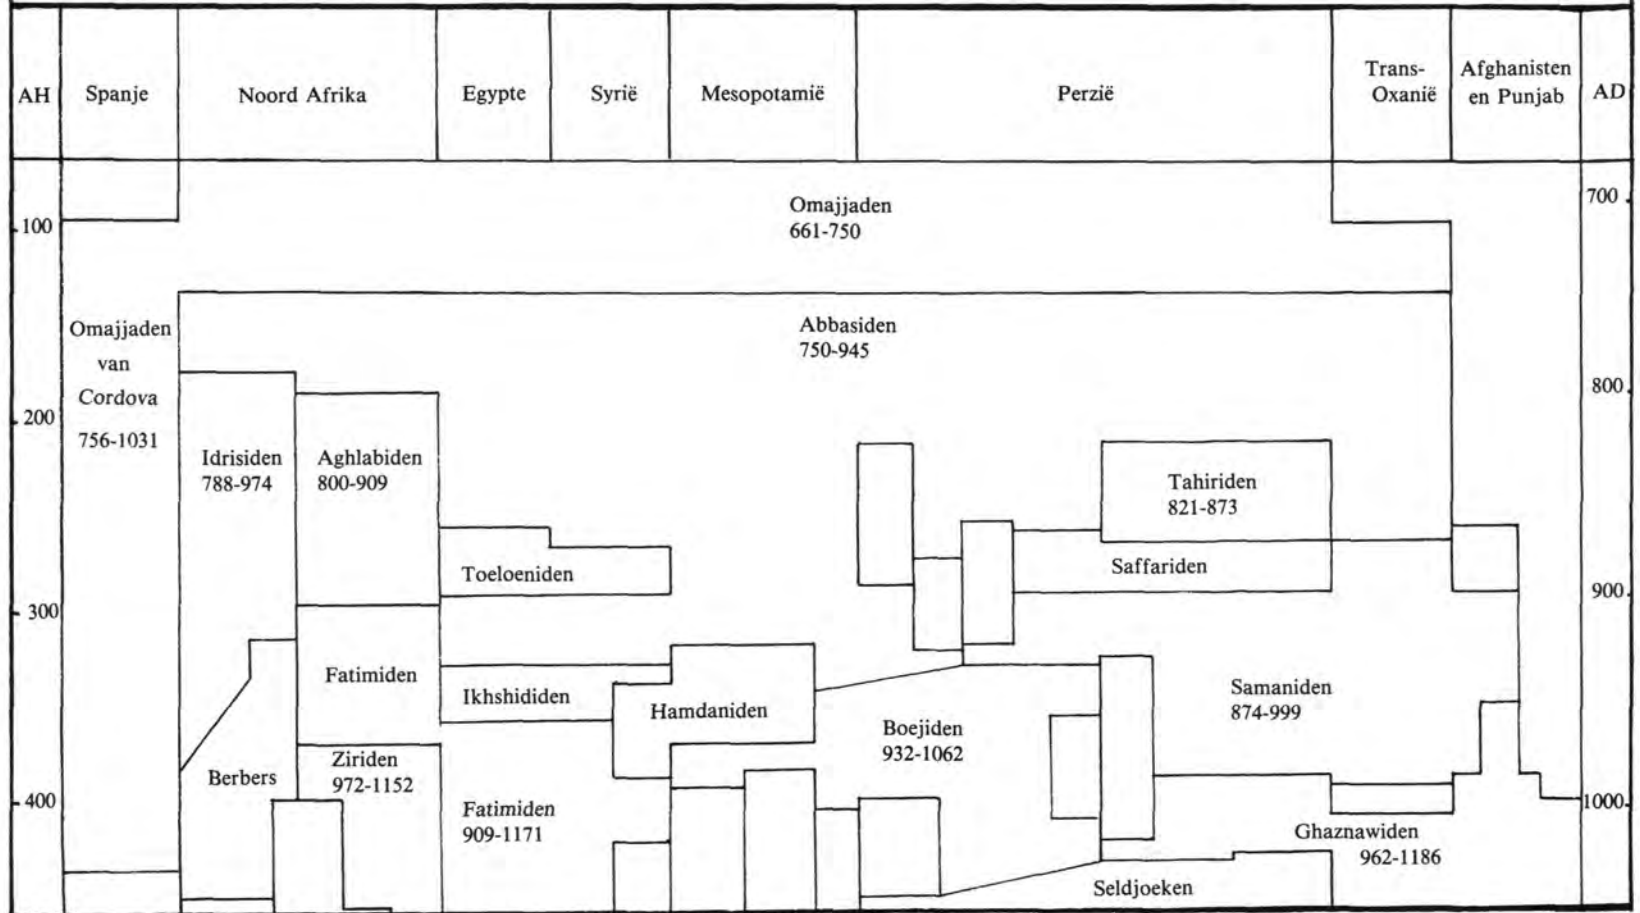 AH
Spanje
Noord Afrika
Egypte
Syrië
Mesopotamië
Perzië
Trans-
Oxanië
Afghanisten
en Punjab
AD
100
200
300
400
700
800
900
1000
Omajjaden
661-750
Abbasiden
750-945
Omajjaden
van
Cordova
756-1031
Idrisiden
788-974
Aghlabiden
800-909
Tahiriden
821-873
Toeloeniden
Saffariden
Fatimiden
Ikhshididen
Hamdaniden
Samaniden
874-999
Boejiden
932-1062
Berbers
Ziriden
972-1152
Fatimiden
909-1171
Ghaznawiden
962-1186
Seldjoeken